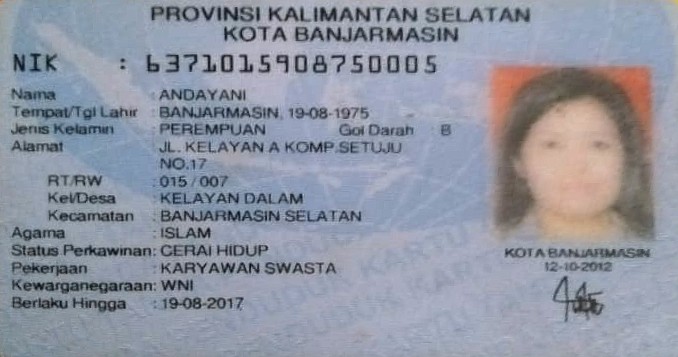 PROVINSI KALIMANTAN SELATAN
KOTA BANJARMASIN
NIK : 6371015908750005
Nama : ANDAYANI
Tempat/Tgl Lahir : BANJARMASIN, 19-08-1975
Jenis Kelamin : PEREMPUAN Gol Darah : B
Alamat : JL. KELAYAN A KOMP.SETUJU
NO.17
RT/RW : 015 / 007
Kel/Desa : KELAYAN DALAM
Kecamatan : BANJARMASIN SELATAN
Agama : ISLAM
Status Perkawinan: CERAI HIDUP
Pekerjaan : KARYAWAN SWASTA
Kewarganegaraan: WNI
Berlaku Hingga : 19-08-2017
KOTA BANJARMASIN
12-10-2012